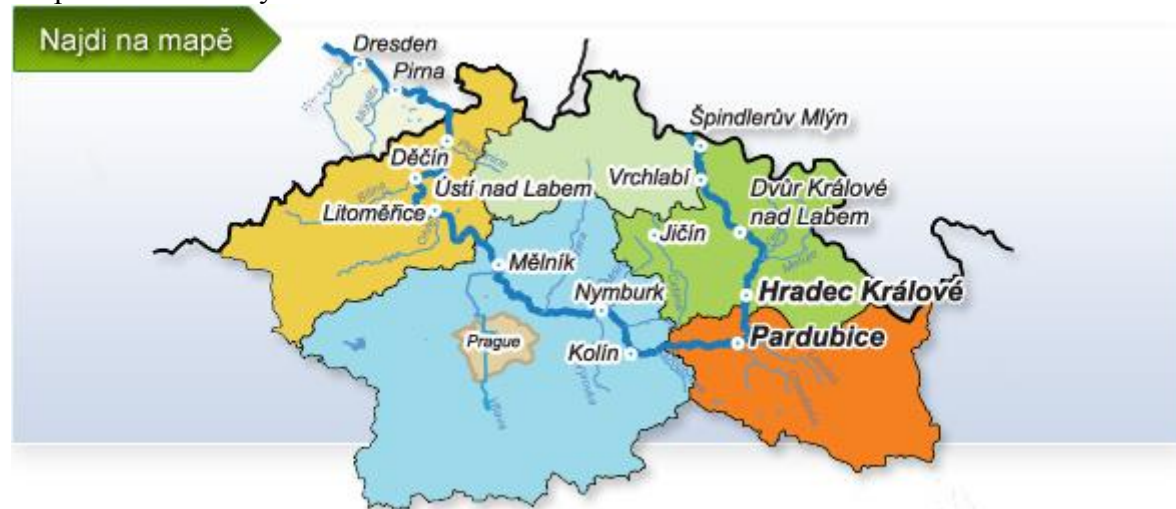 Najdi na mapě
Dresden
Pirna
Špindlerův Mlýn
Děčín
Vrchlabí
Dvůr Králové
nad Labem
Ústí nad Labem
Litoměřice
Jičín
Mělník
Nymburk
Hradec Králové
Prague
Kolín
Pardubice
Vltava